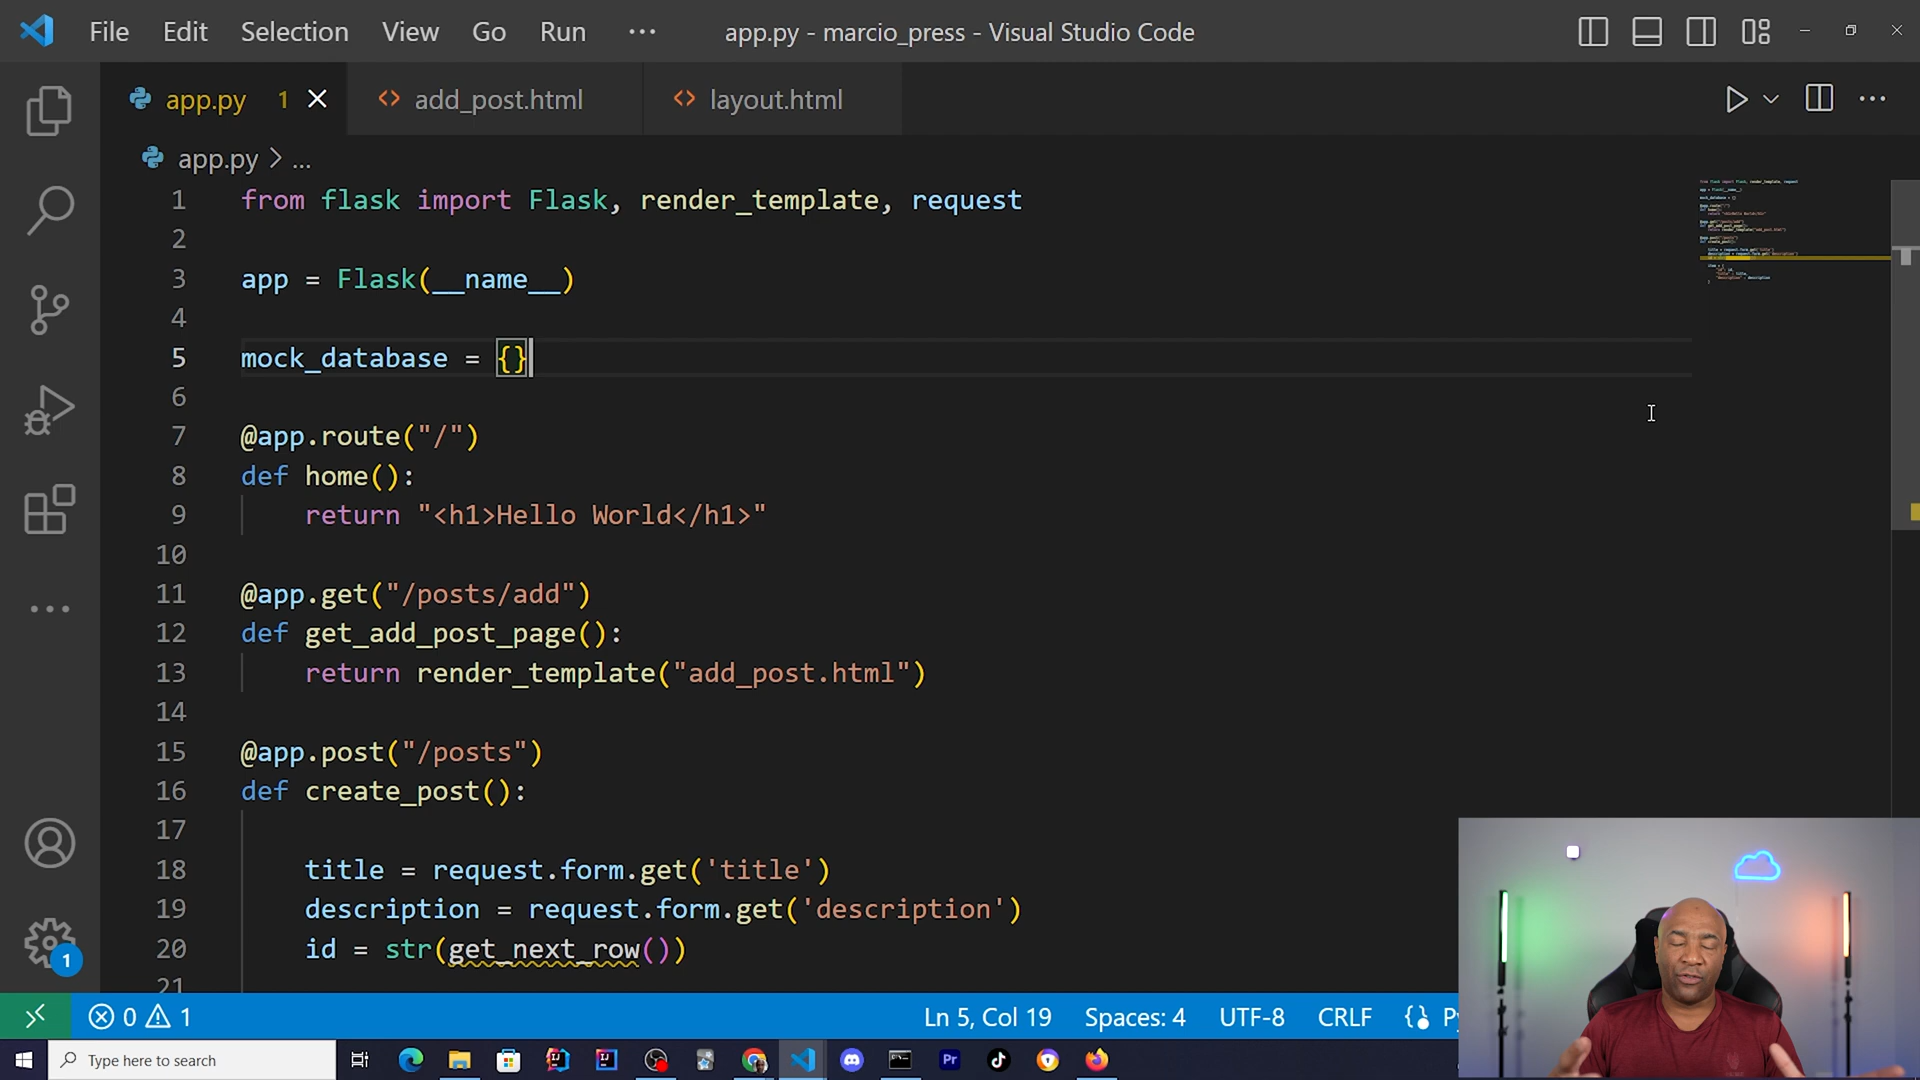 File Edit Selection View Go Run ··· app.py - marcio_press - Visual Studio Code
app.py 1 add_post.html layout.html
app.py > ...
1 from flask import Flask, render_template, request
2
3 app = Flask(__name__)
4
5 mock_database = {}
6
7 @app.route("/")
8 def home():
9 return "<h1>Hello World</h1>"
10
11 @app.get("/posts/add")
12 def get_add_post_page():
13 return render_template("add_post.html")
14
15 @app.post("/posts")
16 def create_post():
17
18 title = request.form.get('title')
19 description = request.form.get('description')
20 id = str(get_next_row())
21
1
0 1 Ln 5, Col 19 Spaces: 4 UTF-8 CRLF
Type here to search Pr